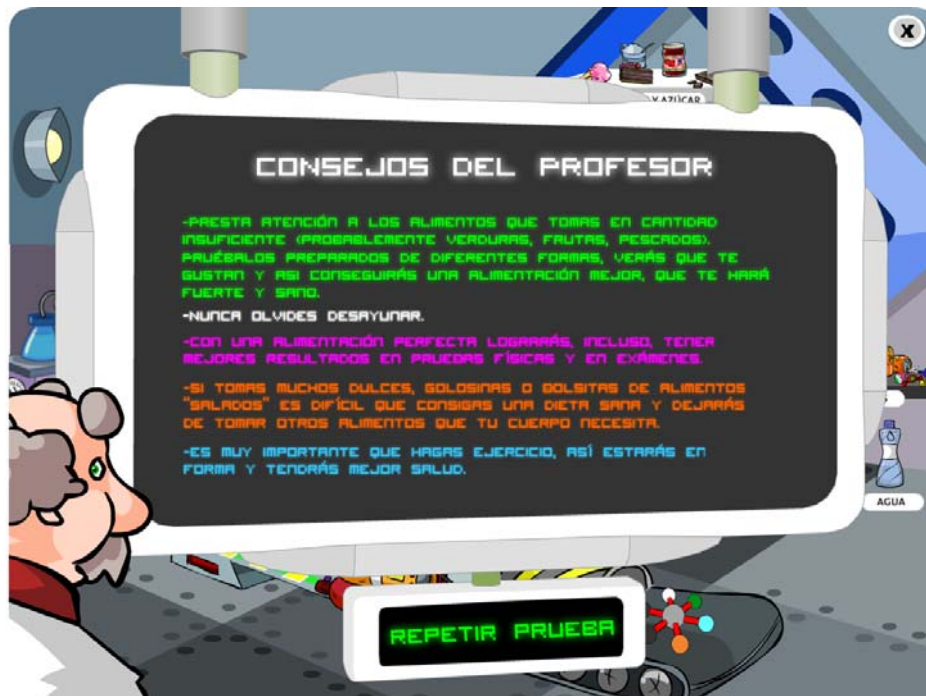 X
Y AZÚCAR
CONSEJOS DEL PROFESOR
-PRESTA ATENCIÓN A LOS ALIMENTOS QUE TOMAS EN CANTIDAD
INSUFICIENTE (PROBABLEMENTE VERDURAS, FRUTAS, PESCADOS).
PRUÉBALOS PREPARADOS DE DIFERENTES FORMAS, VERÁS QUE TE
GUSTAN Y ASI CONSEGUIRÁS UNA ALIMENTACIÓN MEJOR, QUE TE HARÁ
FUERTE Y SANO.
-NUNCA OLVIDES DESAYUNAR.
-CON UNA ALIMENTACIÓN PERFECTA LOGRARÁS, INCLUSO, TENER
MEJORES RESULTADOS EN PRUEBAS FÍSICAS Y EN EXÁMENES.
-SI TOMAS MUCHOS DULCES, GOLOSINAS O BOLSITAS DE ALIMENTOS
"SALADOS" ES DIFÍCIL QUE CONSIGAS UNA DIETA SANA Y DEJARÁS
DE TOMAR OTROS ALIMENTOS QUE TU CUERPO NECESITA.
-ES MUY IMPORTANTE QUE HAGAS EJERCICIO, ASÍ ESTARÁS EN
FORMA Y TENDRÁS MEJOR SALUD.
AGUA
REPETIR PRUEBA